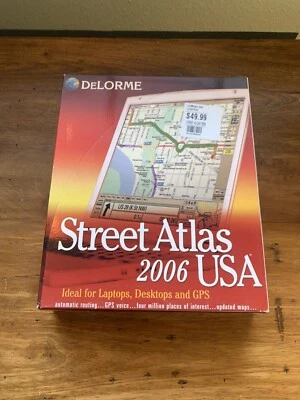 DELORME
$49.99
Street Atlas
2006 USA
Ideal for Laptops, Desktops and GPS
automatic routing...GPS voice...four million places of interest...updated maps...